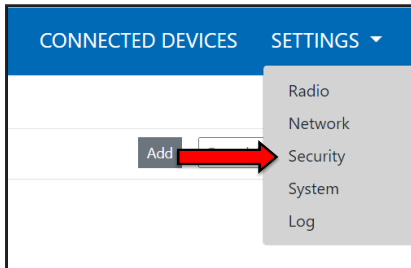 CONNECTED DEVICES SETTINGS
Radio
Network
Add
Security
System
Log